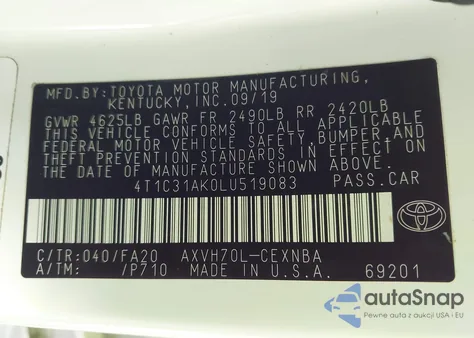 MFD.BY:TOYOTA MOTOR MANUFACTURING,
KENTUCKY,INC.09/19
GVWR 4625LB GAWR FR 2490LB RR 2420LB
THIS VEHICLE CONFORMS TO ALL APPLICABLE
FEDERAL MOTOR VEHICLE SAFETY, BUMPER,AND
THEFT PREVENTION STANDARDS IN EFFECT ON
THE DATE OF MANUFACTURE SHOWN ABOVE.
4T1C31AK0LU519083 PASS.CAR
C/TR:040/FA20 AXVH70L-CEXNBA
A/TM: /P710 MADE IN U.S.A. 69201
autoSnap
Pewne auta z aukcji USA i EU